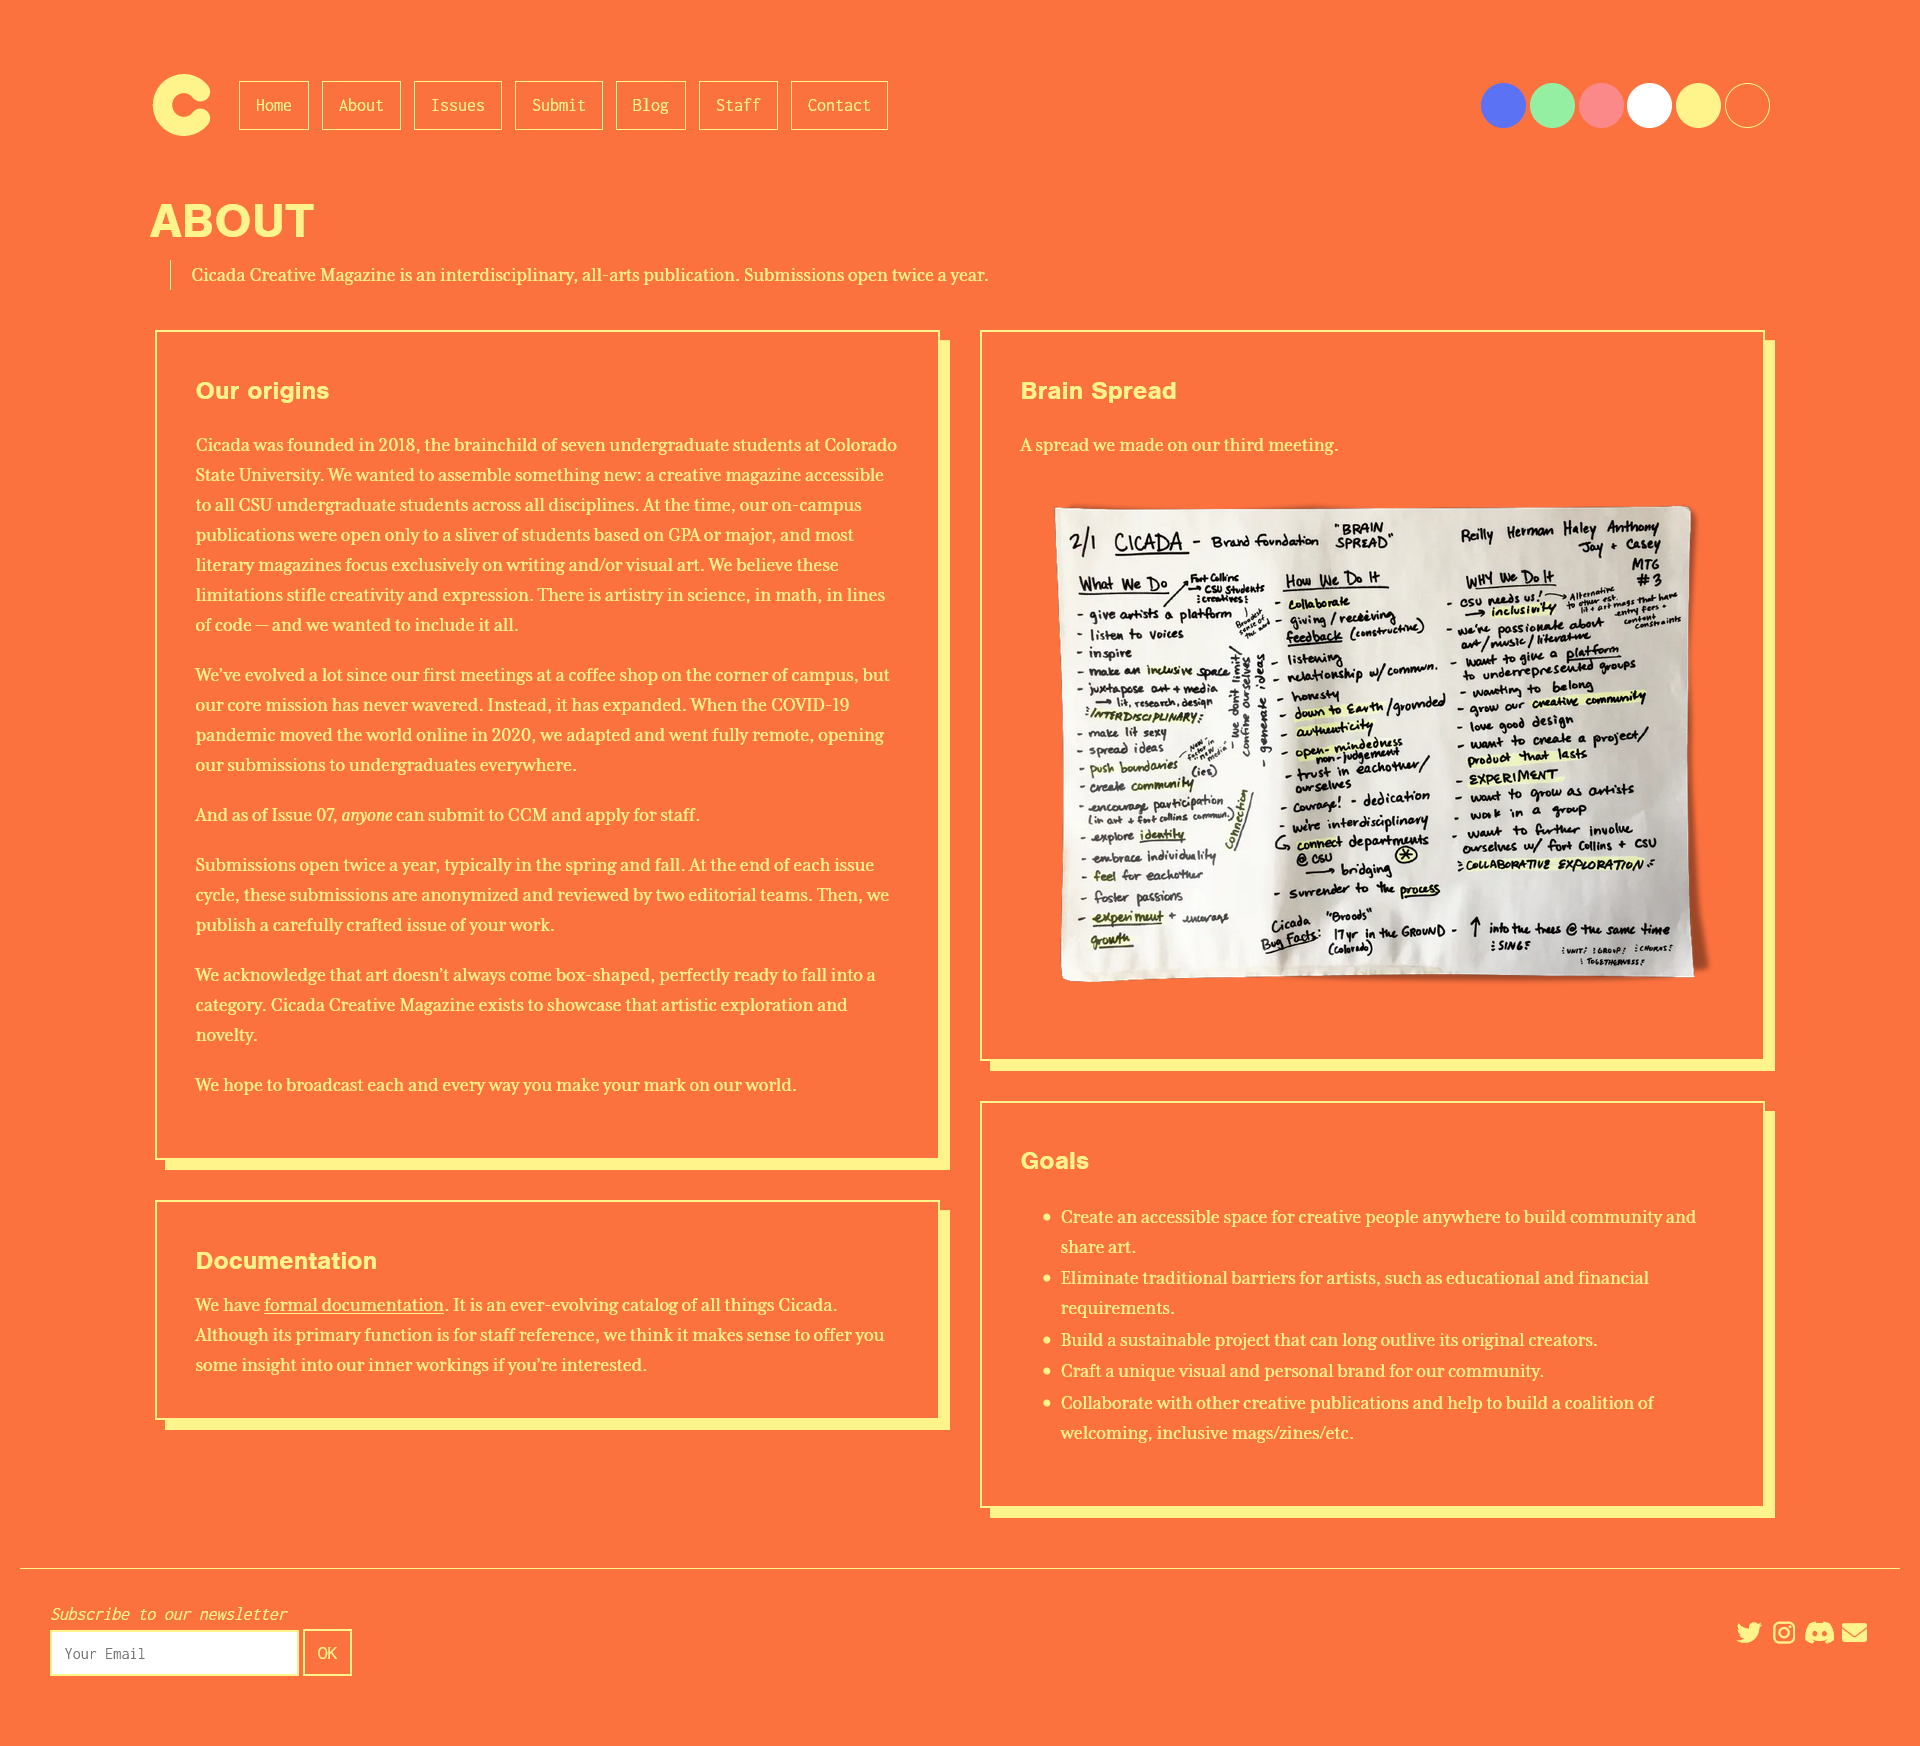 C
Home
About
Issues
Submit
Blog
Staff
Contact
ABOUT
Cicada Creative Magazine is an interdisciplinary, all-arts publication. Submissions open twice a year.
Our origins
Cicada was founded in 2018, the brainchild of seven undergraduate students at Colorado
State University. We wanted to assemble something new: a creative magazine accessible
to all CSU undergraduate students across all disciplines. At the time, our on-campus
publications were open only to a sliver of students based on GPA or major, and most
literary magazines focus exclusively on writing and/or visual art. We believe these
limitations stifle creativity and expression. There is artistry in science, in math, in lines
of code — and we wanted to include it all.
We’ve evolved a lot since our first meetings at a coffee shop on the corner of campus, but
our core mission has never wavered. Instead, it has expanded. When the COVID-19
pandemic moved the world online in 2020, we adapted and went fully remote, opening
our submissions to undergraduates everywhere.
And as of Issue 07, anyone can submit to CCM and apply for staff.
Submissions open twice a year, typically in the spring and fall. At the end of each issue
cycle, these submissions are anonymized and reviewed by two editorial teams. Then, we
publish a carefully crafted issue of your work.
We acknowledge that art doesn’t always come box-shaped, perfectly ready to fall into a
category. Cicada Creative Magazine exists to showcase that artistic exploration and
novelty.
We hope to broadcast each and every way you make your mark on our world.
Documentation
We have formal documentation. It is an ever-evolving catalog of all things Cicada.
Although its primary function is for staff reference, we think it makes sense to offer you
some insight into our inner workings if you’re interested.
Brain Spread
A spread we made on our third meeting.
2/1 CICADA - Brand Foundation "BRAIN
SPREAD"
Reilly Herman Haley Anthony
Jay + Casey
MTG
#3
What We Do
Fort Collins
→ CSU Students
creatives
- give artists a platform
Broadest
sense of
the word
- listen to voices
- inspire
- make an inclusive space
- juxtapose art + media
→ lit, research, design
INTERDISCIPLINARY
- make lit sexy
- spread ideas
- push boundaries
(ies)
- create community
- encourage participation
(in art + fort collins commun.)
- explore identity
- embrace individuality
- feel for eachother
- foster passions
- experiment + encourage
growth
- we don't limit/
confine ourselves
- generate ideas
connection
How We Do It
- collaborate
- giving / receiving
feedback (constructive)
- listening
- relationship w/ commun.
- honesty
- down to Earth / grounded
- authenticity
- open-mindedness
non-judgement
- trust in eachother/
ourselves
- courage! - dedication
- we're interdisciplinary
connect departments
@ CSU
→ bridging
- surrender to the process
WHY We Do It
- CSU needs us!
→ inclusivity
Alternative
to other est.
lit + art mags that have
entry fees +
content
constraints
- we're passionate about
art/music/literature
- want to give a platform
to underrepresented groups
- wanting to belong
- grow our creative community
- love good design
- want to create a project/
product that lasts
- EXPERIMENT
- want to grow as artists
- work in a group
- want to further involve
ourselves w/ Fort Collins + CSU
COLLABORATIVE EXPLORATION
Cicada
Bug Facts:
"Broods"
17 yr in the GROUND -
(Colorado)
↑ into the trees @ the same time
SING!
UNIT! GROUP! CHORUS!
TOGETHERNESS!
Goals
• Create an accessible space for creative people anywhere to build community and
share art.
• Eliminate traditional barriers for artists, such as educational and financial
requirements.
• Build a sustainable project that can long outlive its original creators.
• Craft a unique visual and personal brand for our community.
• Collaborate with other creative publications and help to build a coalition of
welcoming, inclusive mags/zines/etc.
Subscribe to our newsletter
Your Email
OK